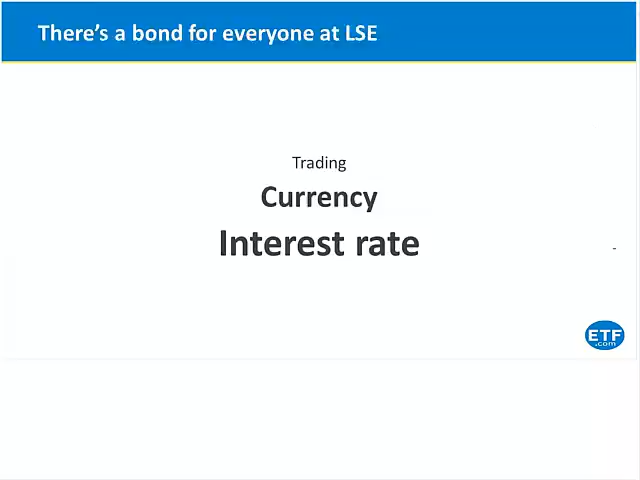 There's a bond for everyone at LSE
Trading
Currency
Interest rate
ETF
.com